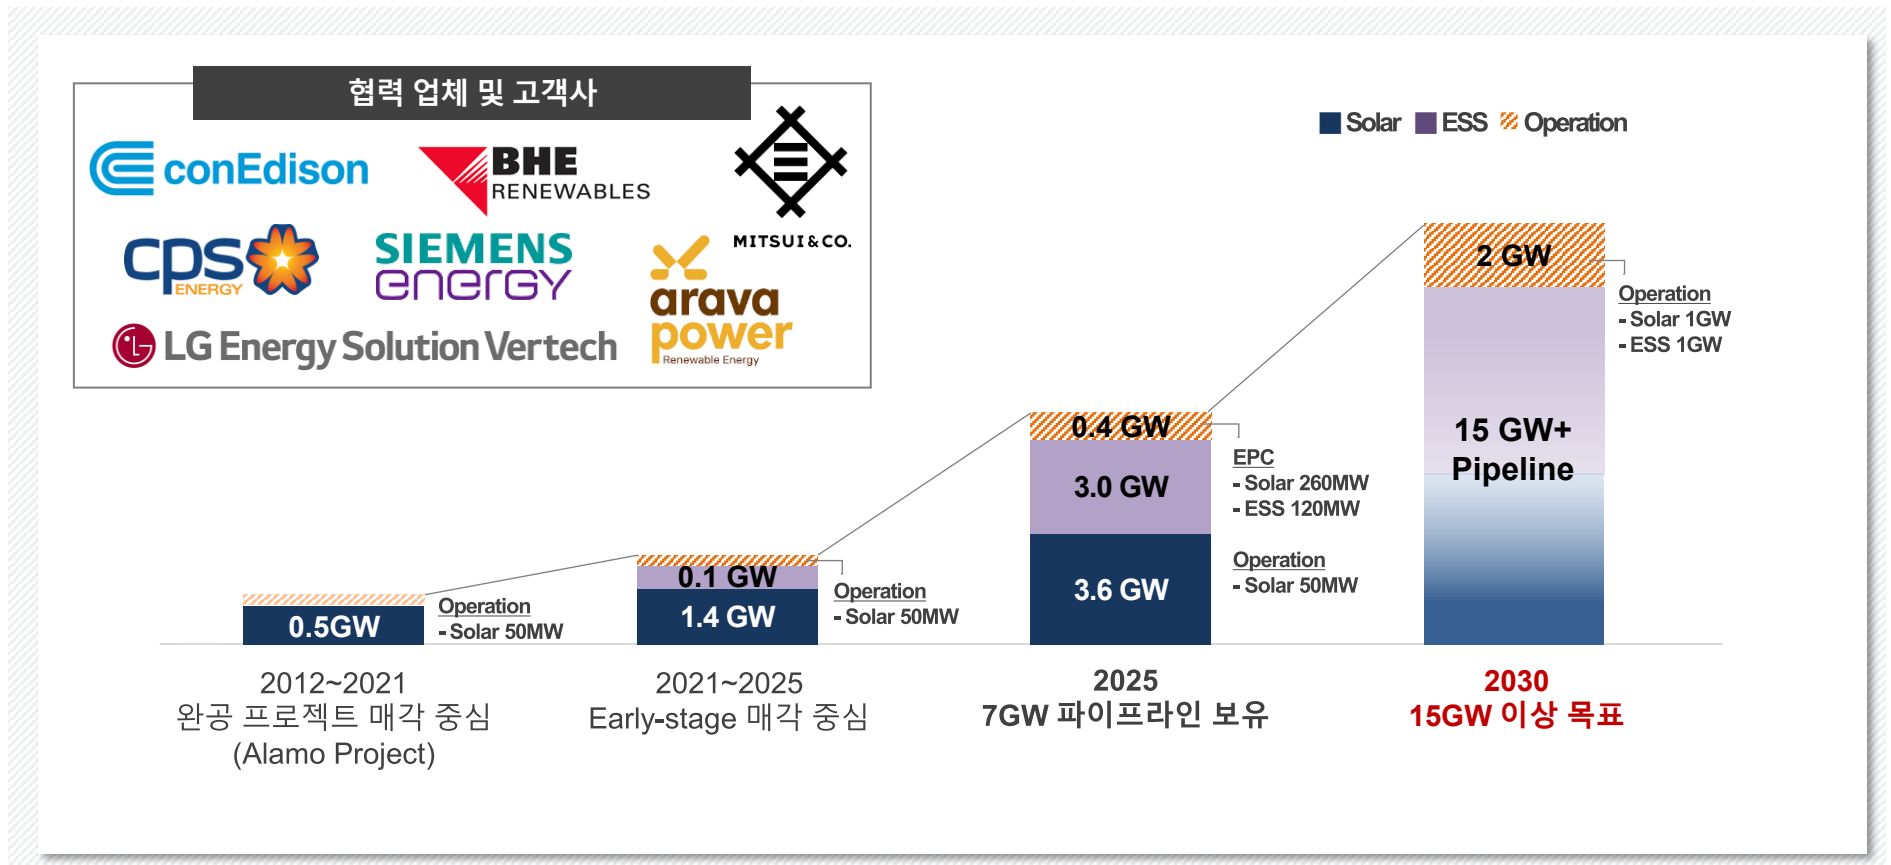 협력 업체 및 고객사
conEdison
BHE
RENEWABLES
MITSUI & CO.
cps
ENERGY
SIEMENS
energy
arava
power
Renewable Energy
LG
LG Energy Solution Vertech
Solar ESS Operation
0.5GW
Operation
- Solar 50MW
0.1 GW
1.4 GW
Operation
- Solar 50MW
0.4 GW
3.0 GW
3.6 GW
EPC
- Solar 260MW
- ESS 120MW
Operation
- Solar 50MW
2 GW
15 GW+
Pipeline
Operation
- Solar 1GW
- ESS 1GW
2012~2021
완공 프로젝트 매각 중심
(Alamo Project)
2021~2025
Early-stage 매각 중심
2025
7GW 파이프라인 보유
2030
15GW 이상 목표